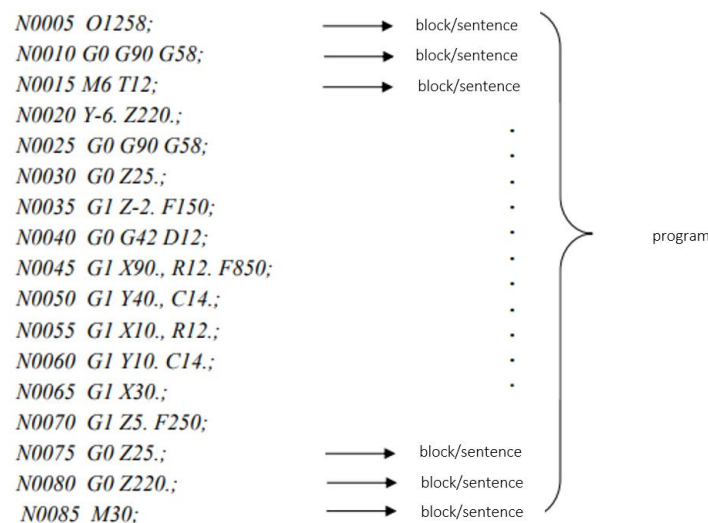 N0005 O1258; block/sentence
N0010 G0 G90 G58; block/sentence
N0015 M6 T12; block/sentence
N0020 Y-6. Z220.;
N0025 G0 G90 G58;
N0030 G0 Z25.;
N0035 G1 Z-2. F150;
N0040 G0 G42 D12;
program
N0045 G1 X90., R12. F850;
N0050 G1 Y40., C14.;
N0055 G1 X10., R12.;
N0060 G1 Y10. C14.;
N0065 G1 X30.;
N0070 G1 Z5. F250;
N0075 G0 Z25.; block/sentence
N0080 G0 Z220.; block/sentence
N0085 M30; block/sentence